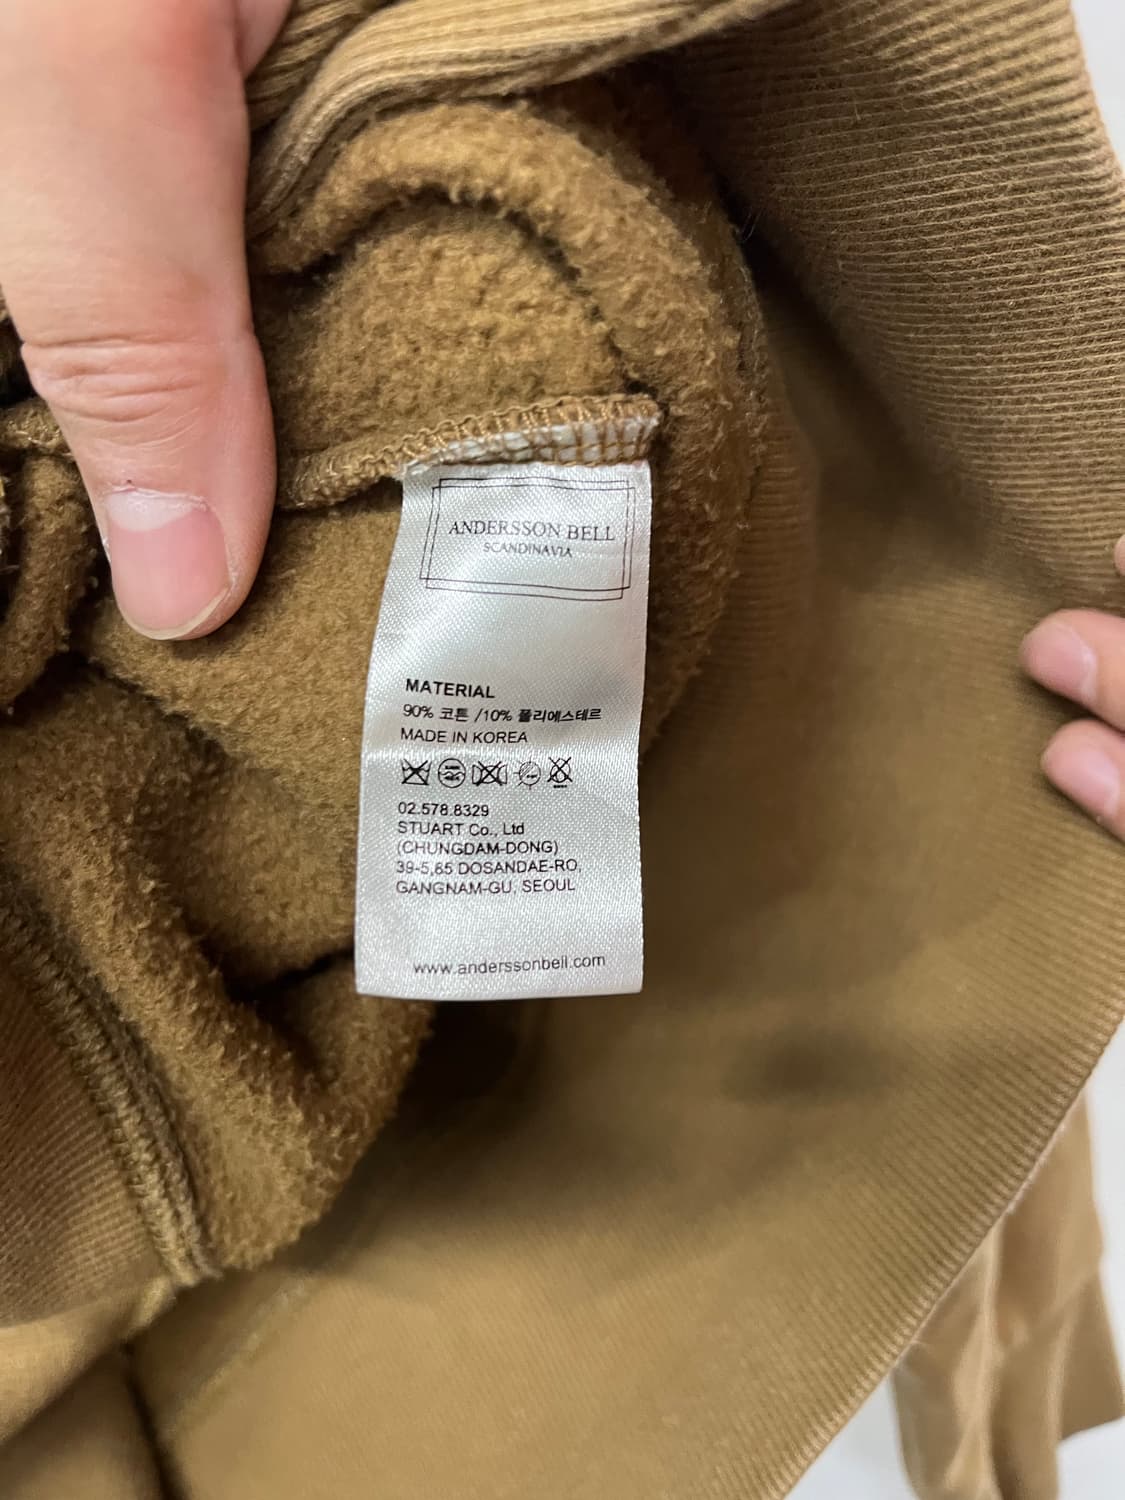 ANDERSSON BELL
SCANDINAVIA
MATERIAL
90% 코튼 /10% 폴리에스테르
MADE IN KOREA
02.578.8329
STUART Co., Ltd
(CHUNGDAM-DONG)
39-5,85 DOSANDAE-RO,
GANGNAM-GU, SEOUL
www.anderssonbell.com